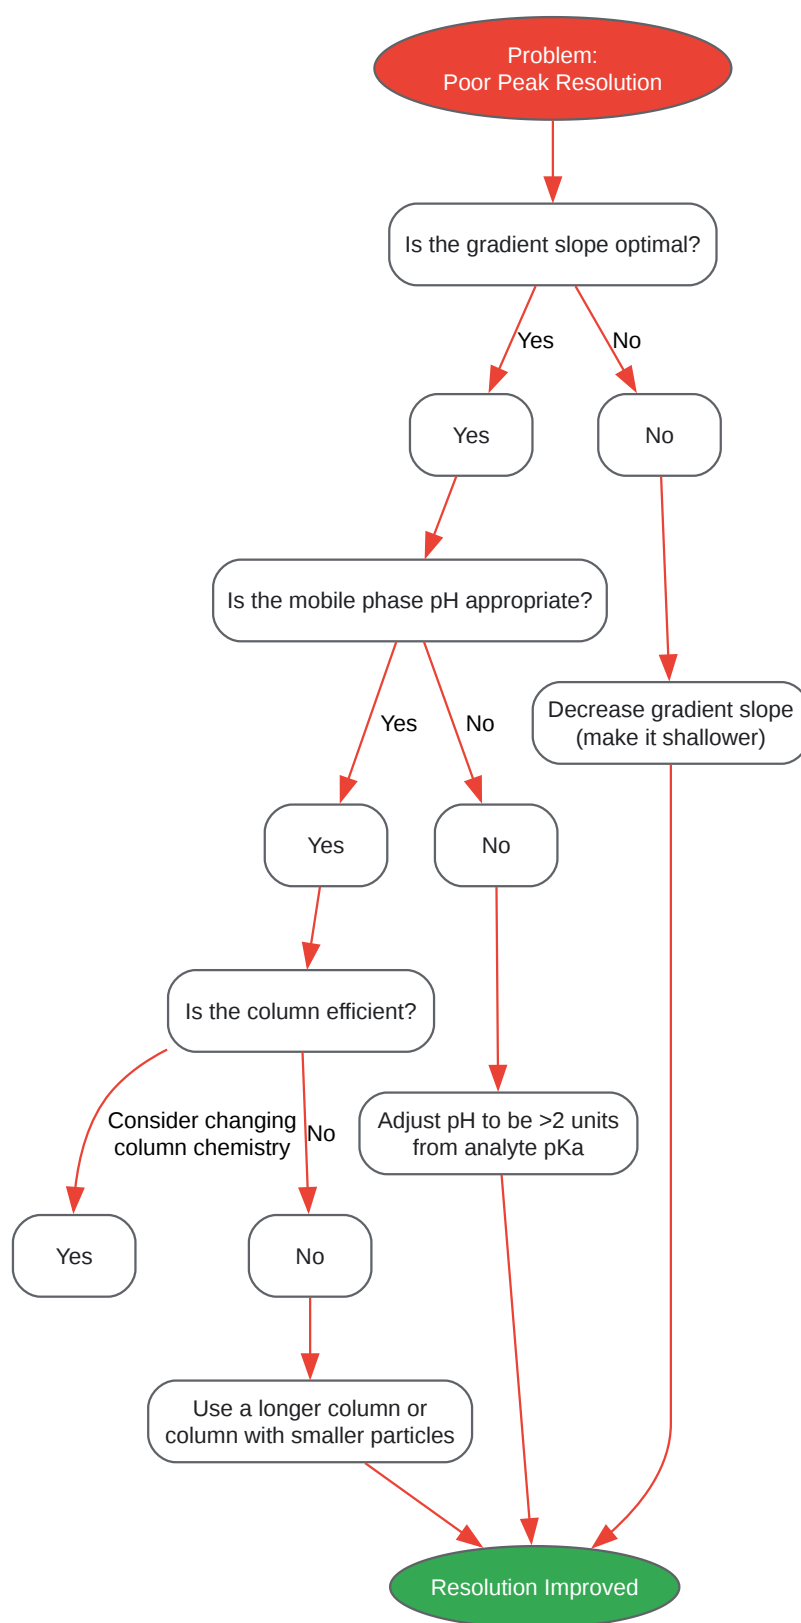 Problem:
Poor Peak Resolution
Is the gradient slope optimal?
Yes
No
Yes
No
Is the mobile phase pH appropriate?
Decrease gradient slope
(make it shallower)
Yes
No
Yes
No
Is the column efficient?
Consider changing
column chemistry
No
Adjust pH to be >2 units
from analyte pKa
Yes
No
Use a longer column or
column with smaller particles
Resolution Improved